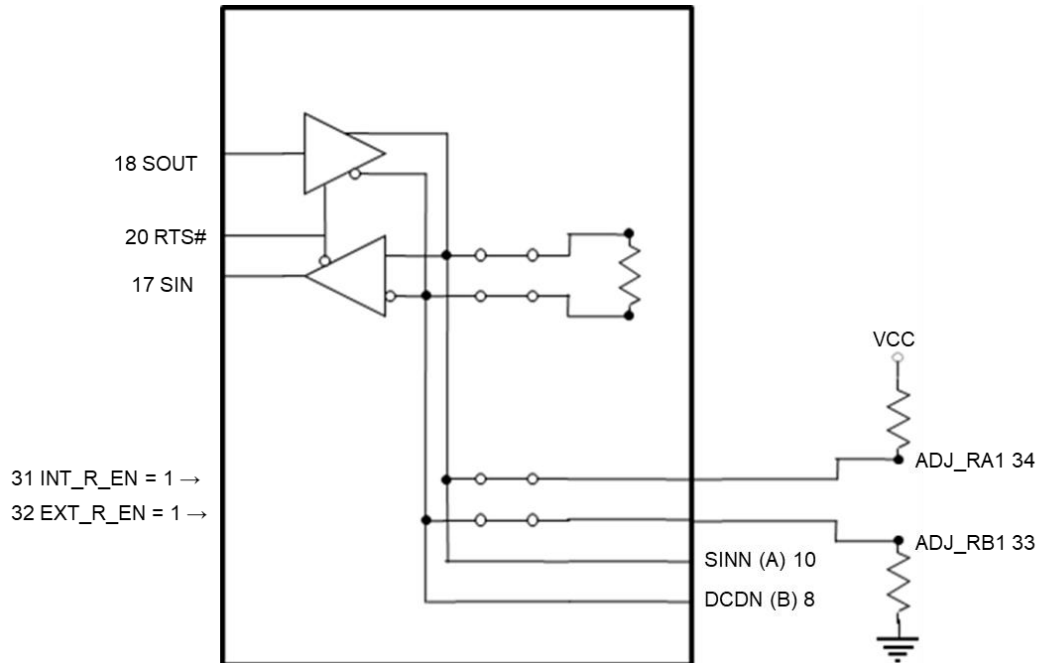 18 SOUT
20 RTS#
17 SIN
VCC
ADJ_RA1 34
31 INT_R_EN = 1 →
32 EXT_R_EN = 1 →
ADJ_RB1 33
SINN (A) 10
DCDN (B) 8